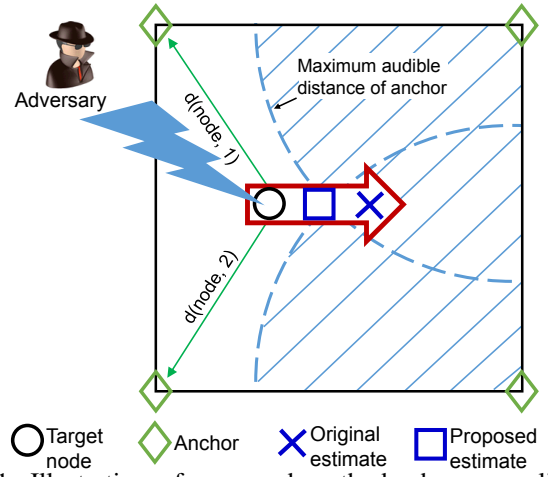 Maximum audible
distance of anchor
Adversary
d(node, 1)
d(node, 2)
Target
node
Anchor
Original
estimate
Proposed
estimate